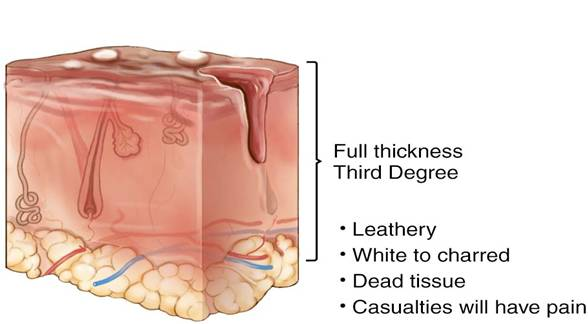 Full thickness
Third Degree
• Leathery
• White to charred
• Dead tissue
• Casualties will have pain